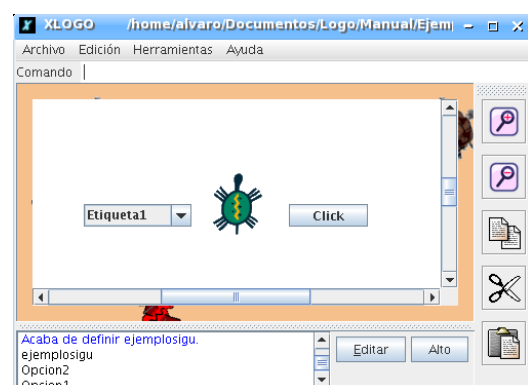 XLOGO /home/alvaro/Documentos/Logo/Manual/Ejem
Archivo Edición Herramientas Ayuda
Comando
Etiqueta1 Click
Acaba de definir ejemplosigu.
ejemplosigu
Opcion2
Opcion1
Editar Alto